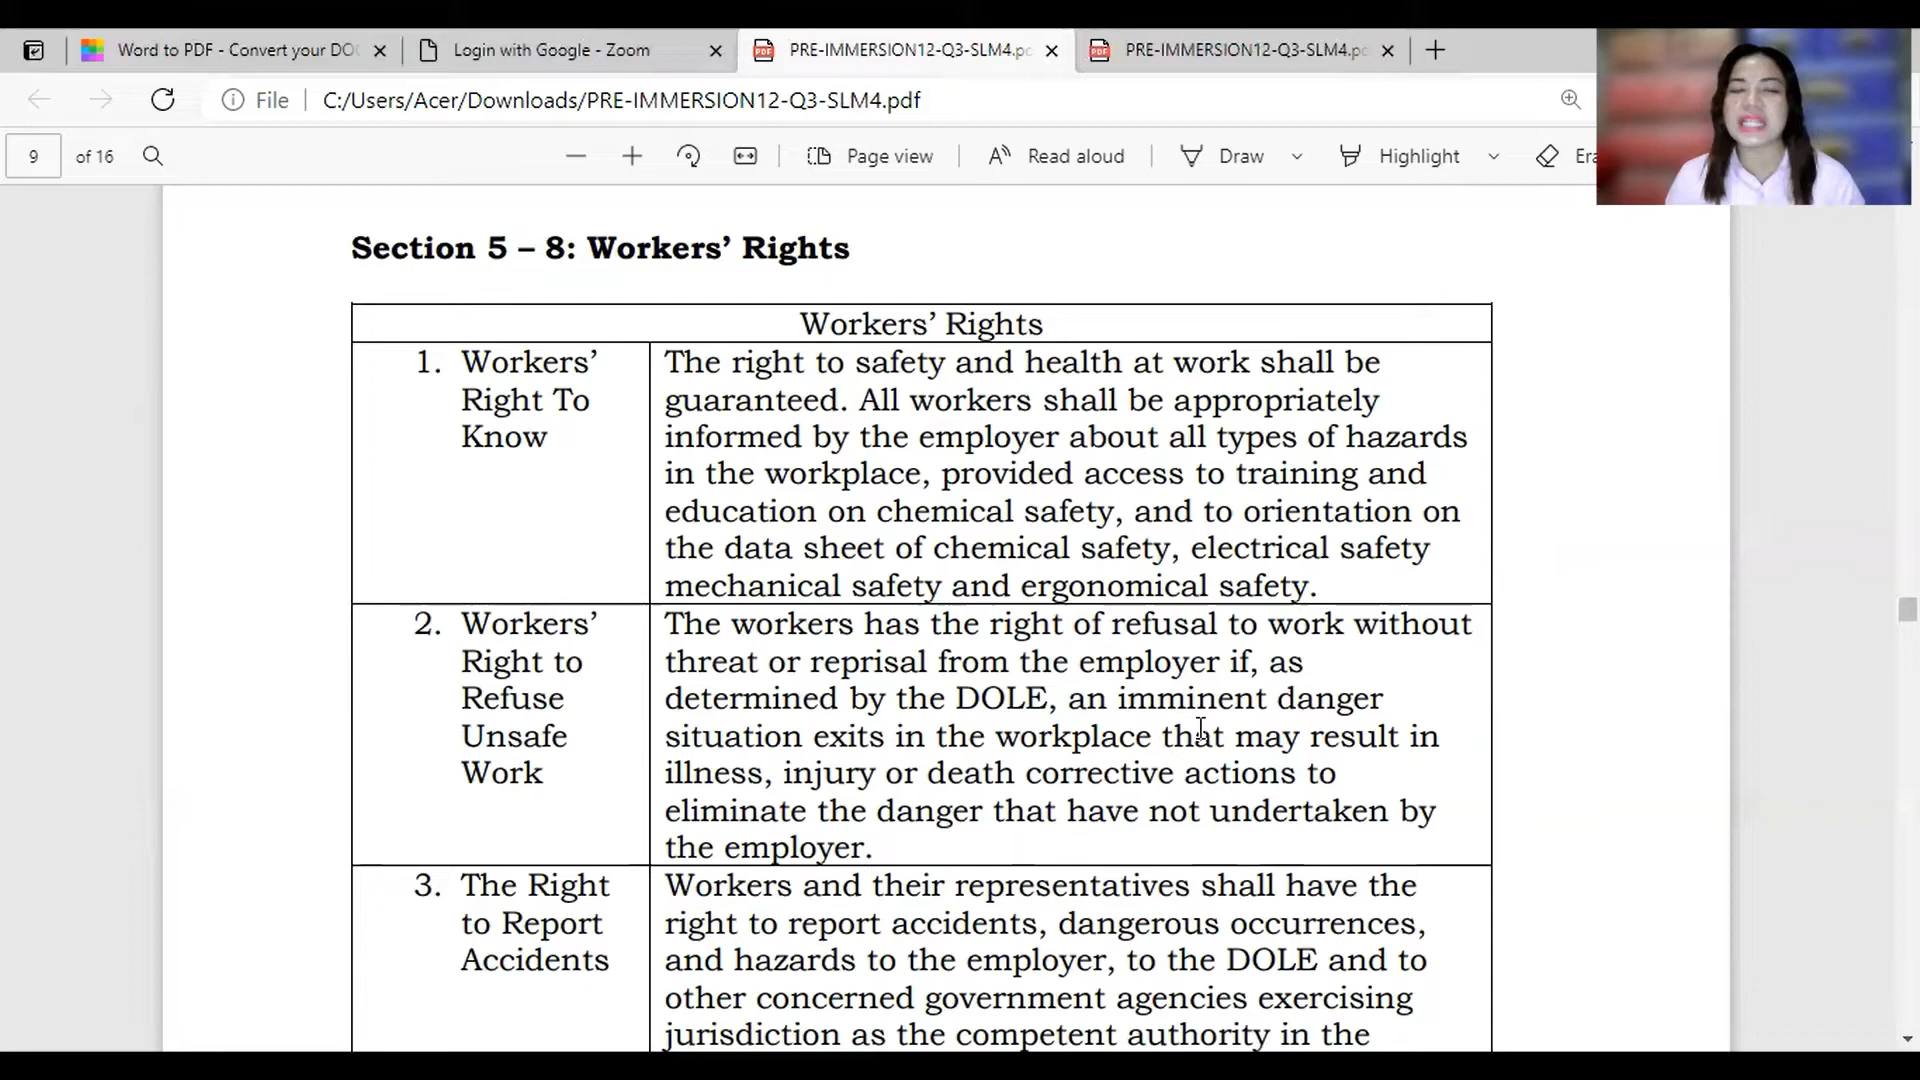 Word to PDF - Convert your DO
Login with Google - Zoom
PRE-IMMERSION12-Q3-SLM4.p
PRE-IMMERSION12-Q3-SLM4.p
File
C:/Users/Acer/Downloads/PRE-IMMERSION12-Q3-SLM4.pdf
9 of 16
Page view
Read aloud
Draw
Highlight
Era
Section 5 – 8: Workers’ Rights
Workers’ Rights
1. Workers’
Right To
Know
The right to safety and health at work shall be
guaranteed. All workers shall be appropriately
informed by the employer about all types of hazards
in the workplace, provided access to training and
education on chemical safety, and to orientation on
the data sheet of chemical safety, electrical safety
mechanical safety and ergonomical safety.
2. Workers’
Right to
Refuse
Unsafe
Work
The workers has the right of refusal to work without
threat or reprisal from the employer if, as
determined by the DOLE, an imminent danger
situation exits in the workplace that may result in
illness, injury or death corrective actions to
eliminate the danger that have not undertaken by
the employer.
3. The Right
to Report
Accidents
Workers and their representatives shall have the
right to report accidents, dangerous occurrences,
and hazards to the employer, to the DOLE and to
other concerned government agencies exercising
jurisdiction as the competent authority in the